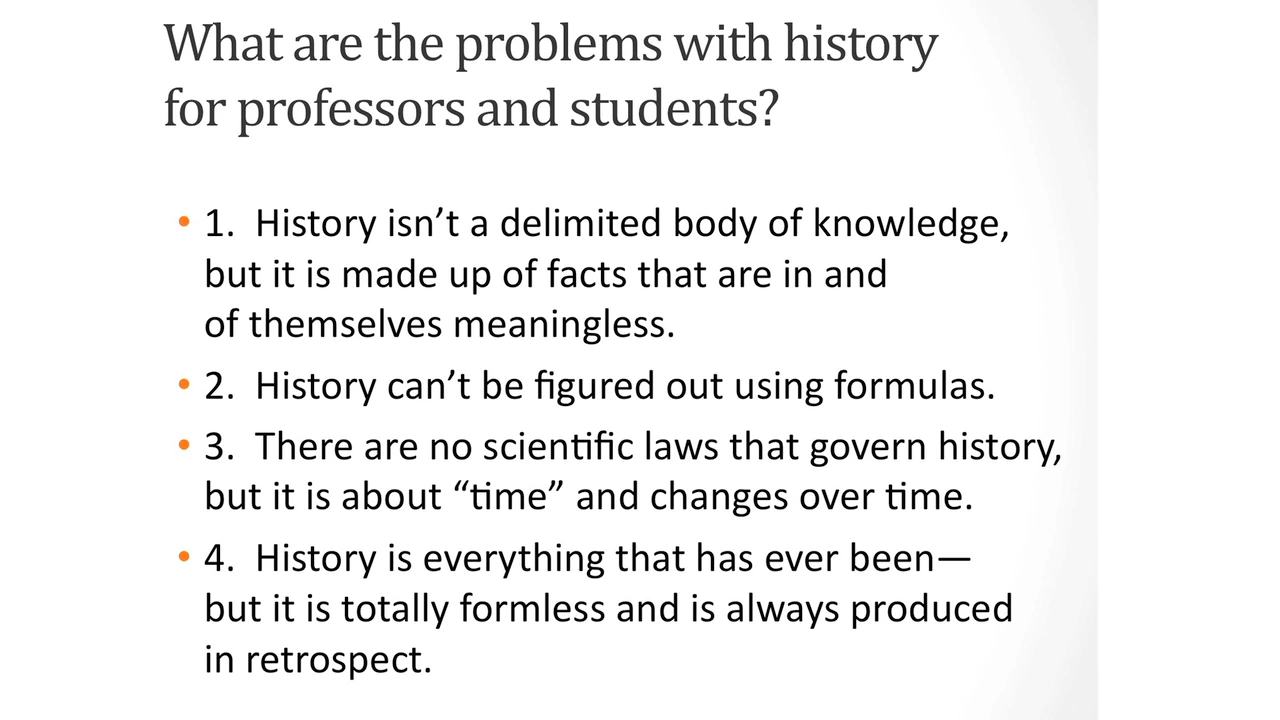 What are the problems with history
for professors and students?
• 1.  History isn’t a delimited body of knowledge,
but it is made up of facts that are in and
of themselves meaningless.
• 2.  History can’t be figured out using formulas.
• 3.  There are no scientific laws that govern history,
but it is about “time” and changes over time.
• 4.  History is everything that has ever been—
but it is totally formless and is always produced
in retrospect.